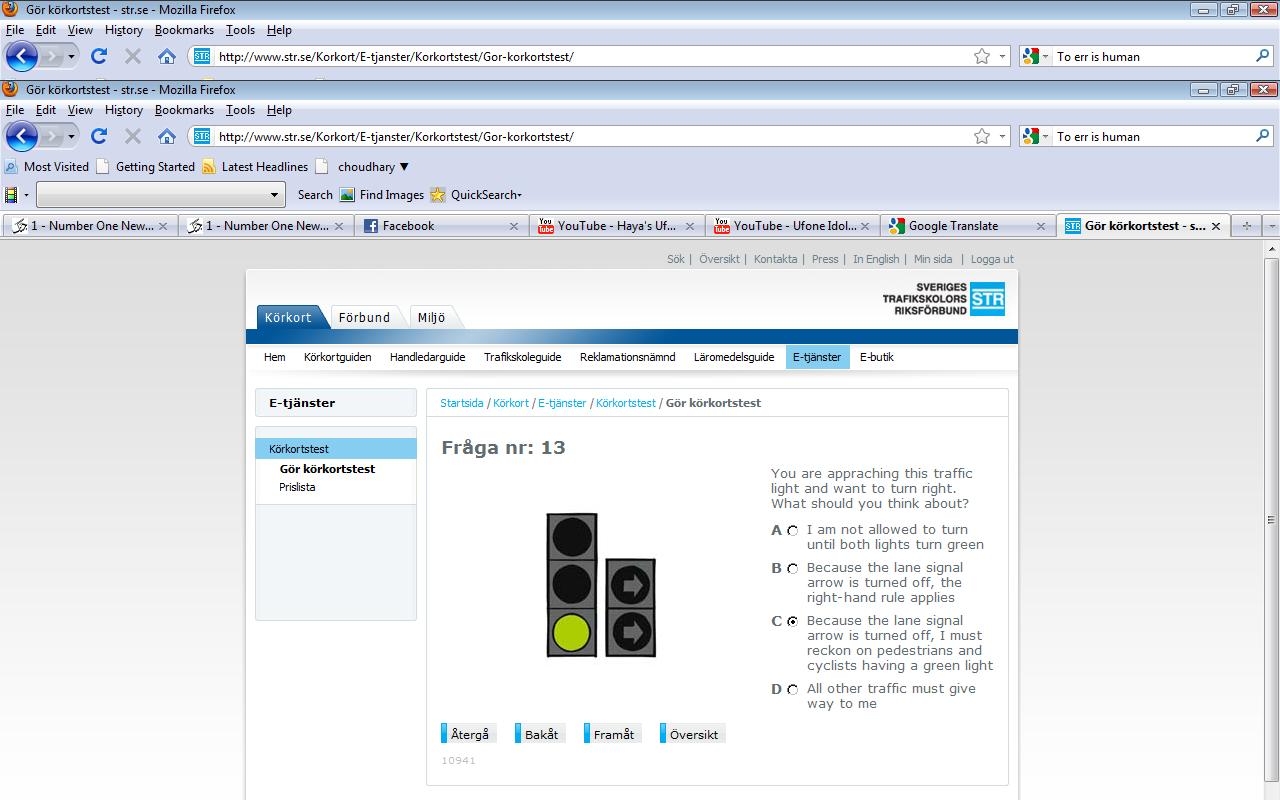 Gör körkortstest - str.se - Mozilla Firefox
File Edit View History Bookmarks Tools Help
STR http://www.str.se/Korkort/E-tjanster/Korkortstest/Gor-korkortstest/ To err is human
Gör körkortstest - str.se - Mozilla Firefox
File Edit View History Bookmarks Tools Help
STR http://www.str.se/Korkort/E-tjanster/Korkortstest/Gor-korkortstest/ To err is human
Most Visited Getting Started Latest Headlines choudhary
Search Find Images QuickSearch
1 - Number One New... 1 - Number One New... Facebook YouTube - Haya's Uf... YouTube - Ufone Idol... Google Translate Gör körkortstest - s...
Sök | Översikt | Kontakta | Press | In English | Min sida | Logga ut
SVERIGES
TRAFIKSKOLORS STR
RIKSFÖRBUND
Körkort Förbund Miljö
Hem Körkortguiden Handledarguide Trafikskoleguide Reklamationsnämnd Läromedelsguide E-tjänster E-butik
E-tjänster
Körkortstest
Gör körkortstest
Prislista
Startsida / Körkort / E-tjänster / Körkortstest / Gör körkortstest
Fråga nr: 13
You are appraching this traffic
light and want to turn right.
What should you think about?
A I am not allowed to turn
until both lights turn green
B Because the lane signal
arrow is turned off, the
right-hand rule applies
C Because the lane signal
arrow is turned off, I must
reckon on pedestrians and
cyclists having a green light
D All other traffic must give
way to me
Återgå Bakåt Framåt Översikt
10941